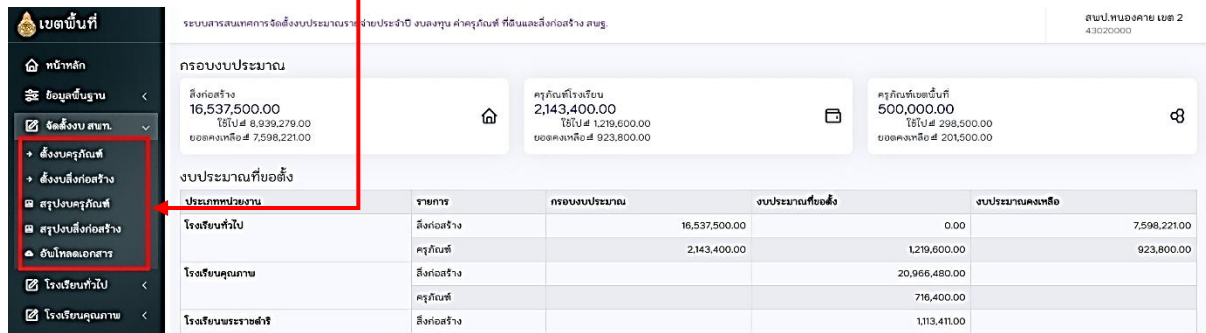 เขตพื้นที่
ระบบสารสนเทศการจัดตั้งงบประมาณรายจ่ายประจำปี งบลงทุน ค่าครุภัณฑ์ ที่ดินและสิ่งก่อสร้าง สพฐ.
สพป.หนองคาย เขต 2
43020000
หน้าหลัก
ข้อมูลพื้นฐาน
จัดตั้งงบ สพท.
ตั้งงบครุภัณฑ์
ตั้งงบสิ่งก่อสร้าง
สรุปงบครุภัณฑ์
สรุปงบสิ่งก่อสร้าง
อัพโหลดเอกสาร
โรงเรียนทั่วไป
โรงเรียนคุณภาพ
กรอบงบประมาณ
สิ่งก่อสร้าง
16,537,500.00
ใช้ไป 8,939,279.00
ยอดคงเหลือ 7,598,221.00
ครุภัณฑ์โรงเรียน
2,143,400.00
ใช้ไป 1,219,600.00
ยอดคงเหลือ 923,800.00
ครุภัณฑ์เขตพื้นที่
500,000.00
ใช้ไป 298,500.00
ยอดคงเหลือ 201,500.00
งบประมาณที่ขอตั้ง
ประเภทหน่วยงาน รายการ กรอบงบประมาณ งบประมาณที่ขอตั้ง งบประมาณคงเหลือ
โรงเรียนทั่วไป สิ่งก่อสร้าง 16,537,500.00 0.00 7,598,221.00
ครุภัณฑ์ 2,143,400.00 1,219,600.00 923,800.00
โรงเรียนคุณภาพ สิ่งก่อสร้าง 20,966,480.00
ครุภัณฑ์ 716,400.00
โรงเรียนพระราชดำริ สิ่งก่อสร้าง 1,113,411.00